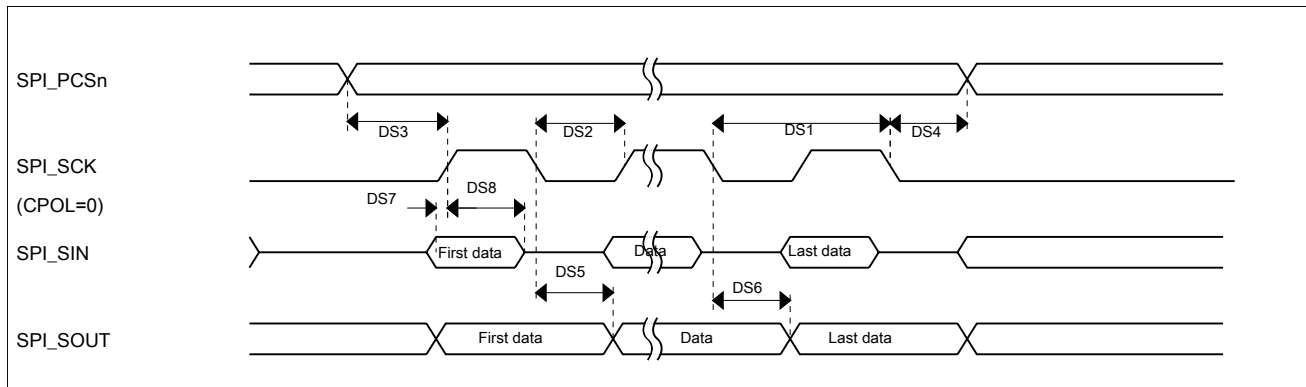 SPI_PCSn
DS3
DS2
DS1
DS4
SPI_SCK
(CPOL=0)
DS7
DS8
SPI_SIN
First data
Data
Last data
DS5
DS6
SPI_SOUT
First data
Data
Last data